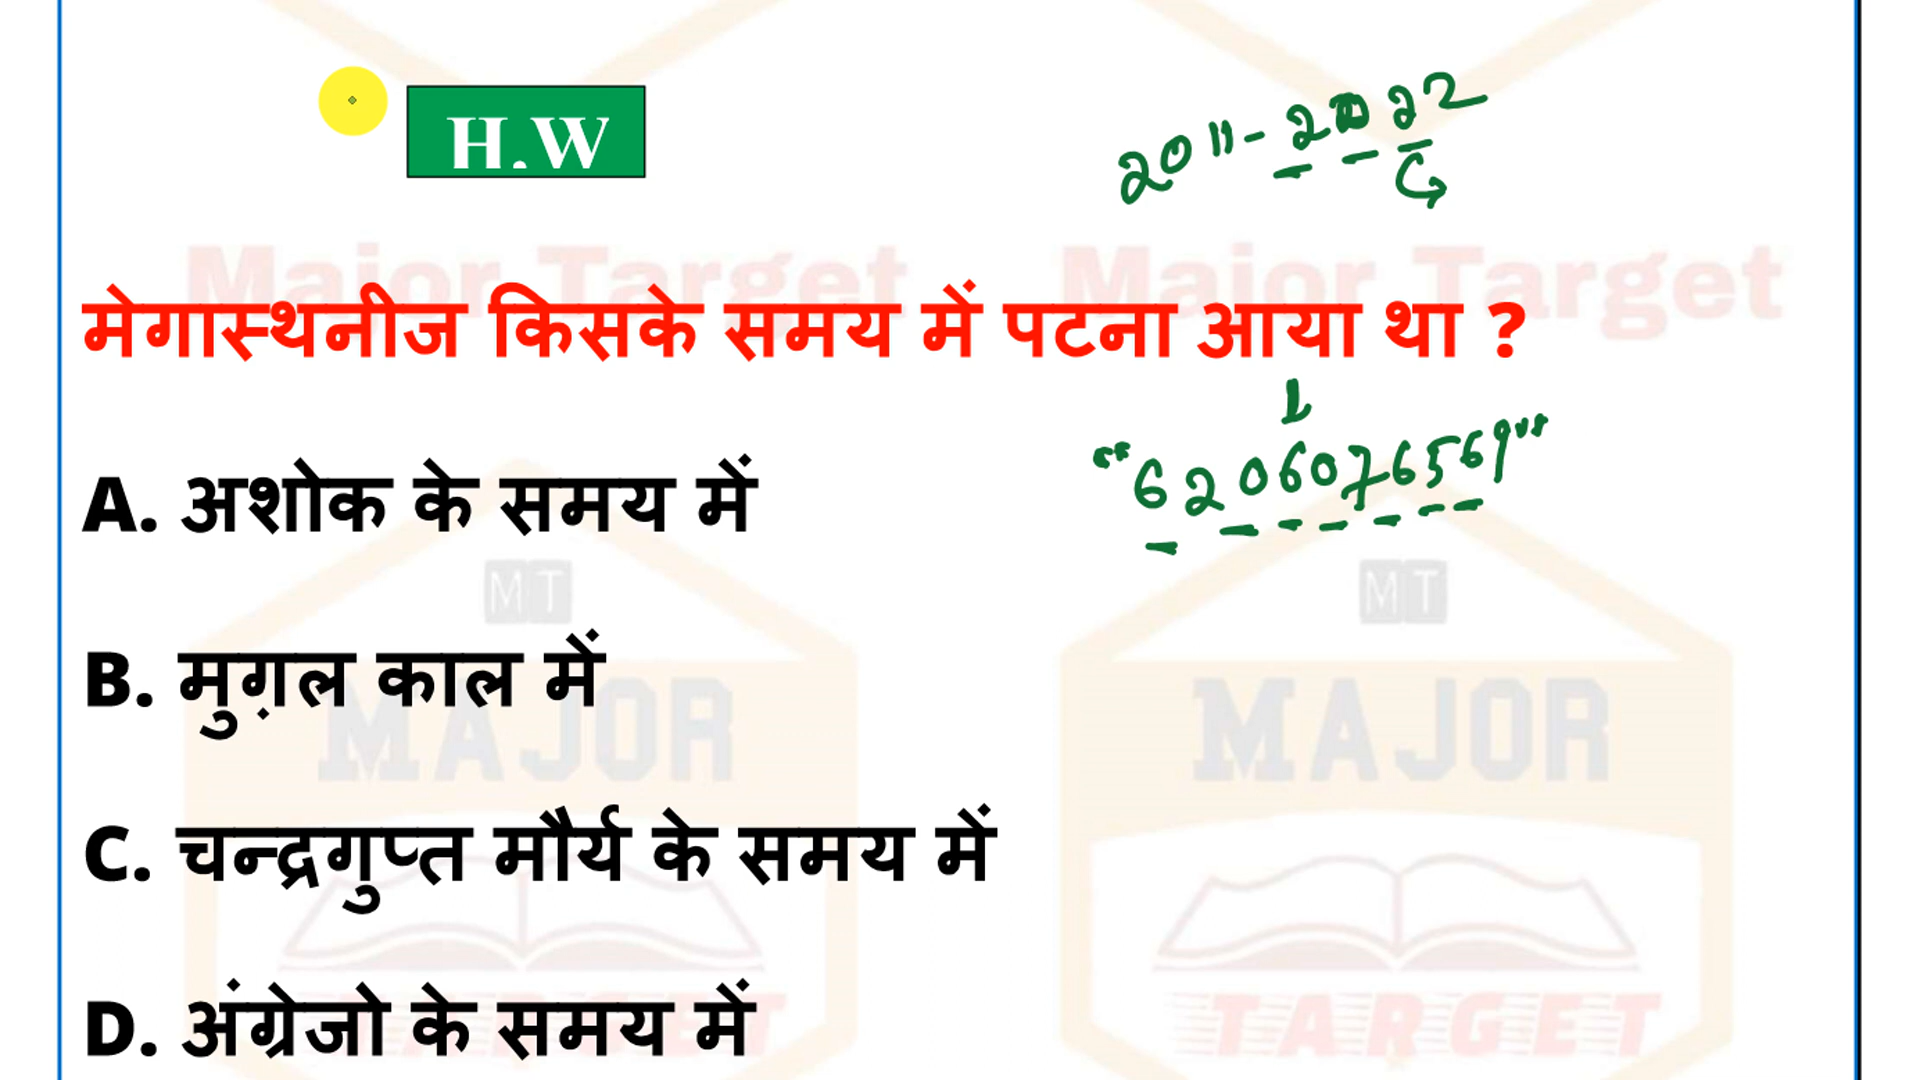 H.W
2011-2022
Major Target Major Target
मेगास्थनीज किसके समय में पटना आया था ?
"6206076569"
A. अशोक के समय में
MT MT
B. मुग़ल काल में
MAJOR MAJOR
C. चन्द्रगुप्त मौर्य के समय में
D. अंग्रेजो के समय में
TARGET TARGET